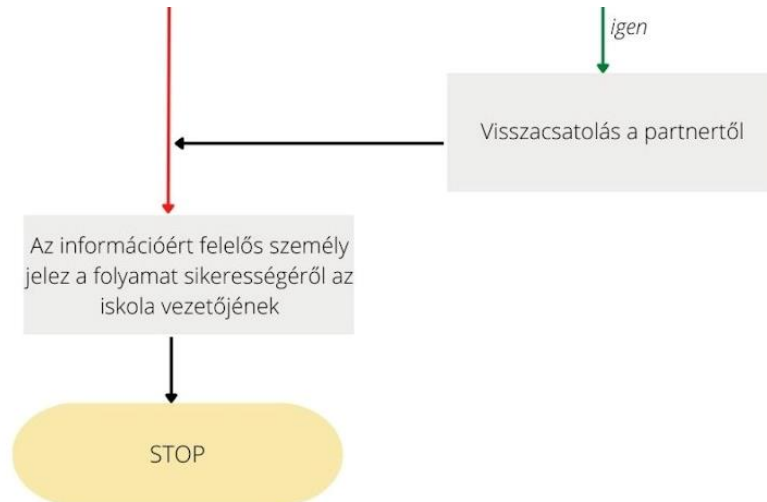 igen
Visszacsatolás a partnertől
Az információért felelős személy
jelez a folyamat sikerességéről az
iskola vezetőjének
STOP